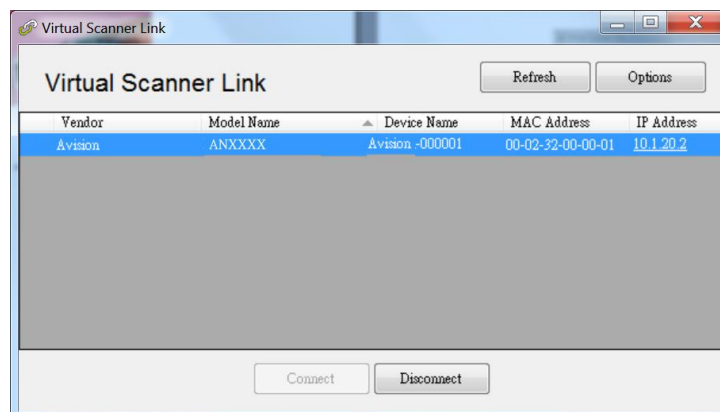 Virtual Scanner Link
Virtual Scanner Link
Refresh
Options
Vendor Model Name Device Name MAC Address IP Address
Avision ANXXXX Avision -000001 00-02-32-00-00-01 10.1.20.2
Connect
Disconnect